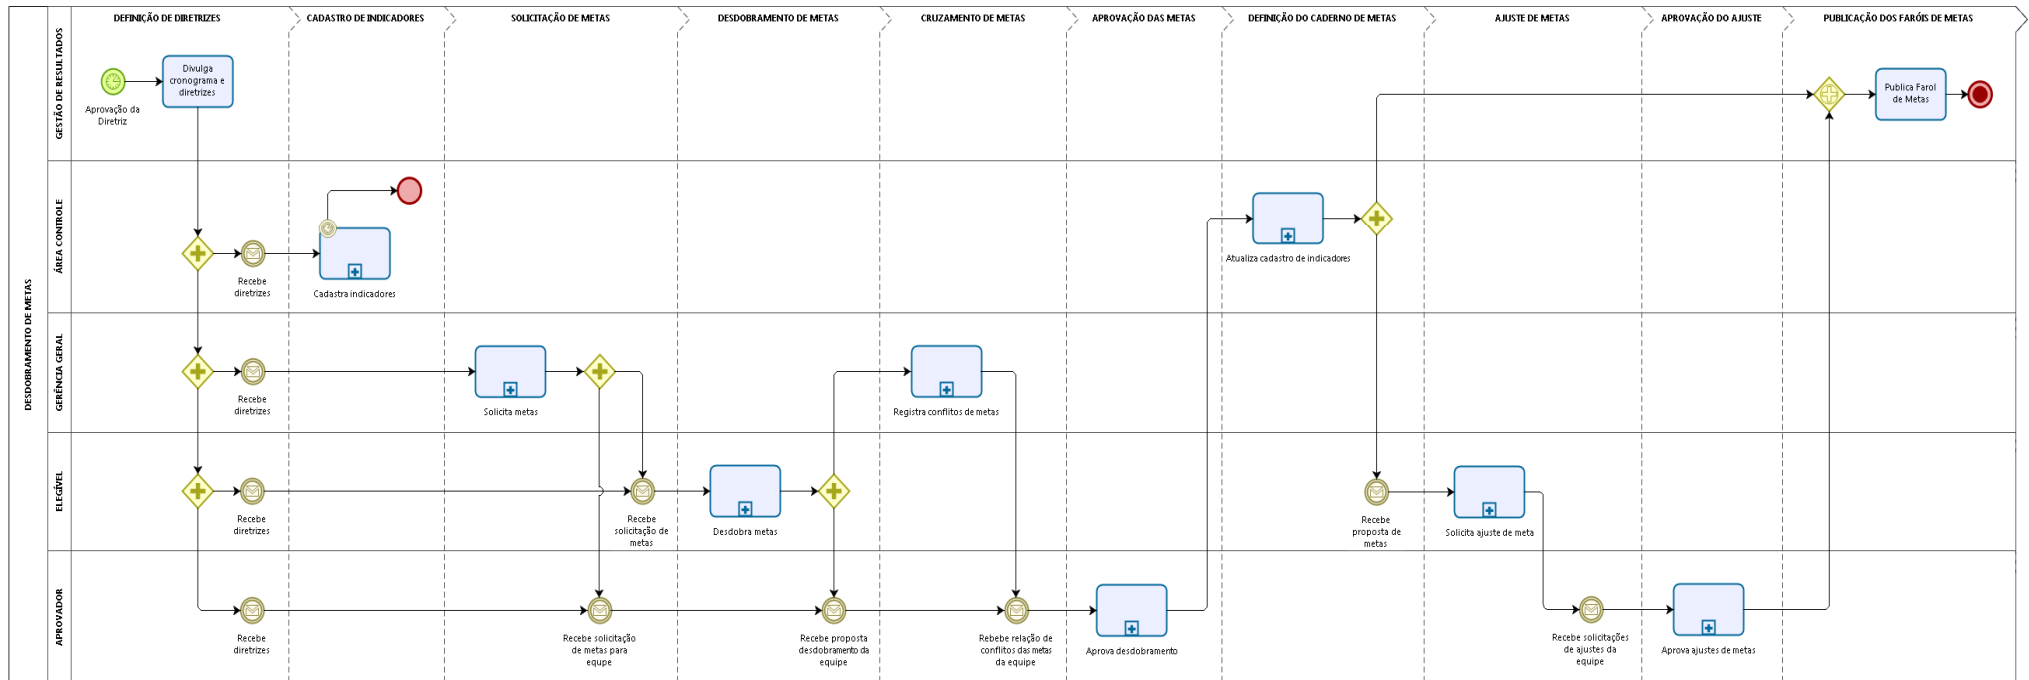 DEFINIÇÃO DE DIRETRIZES
CADASTRO DE INDICADORES
SOLICITAÇÃO DE METAS
DESDOBRAMENTO DE METAS
CRUZAMENTO DE METAS
APROVAÇÃO DAS METAS
DEFINIÇÃO DO CADERNO DE METAS
AJUSTE DE METAS
APROVAÇÃO DO AJUSTE
PUBLICAÇÃO DOS FARÓIS DE METAS
DESDOBRAMENTO DE METAS
GESTÃO DE RESULTADOS
Aprovação da
Diretriz
Divulga
cronograma e
diretrizes
Publica Farol
de Metas
ÁREA CONTROLE
Recebe
diretrizes
Cadastra indicadores
Atualiza cadastro de indicadores
GERÊNCIA GERAL
Recebe
diretrizes
Solicita metas
Registra conflitos de metas
ELEGÍVEL
Recebe
diretrizes
Recebe
solicitação de
metas
Desdobra metas
Recebe
proposta de
metas
Solicita ajuste de meta
APROVADOR
Recebe
diretrizes
Recebe solicitação
de metas para
equipe
Recebe proposta
desdobramento da
equipe
Rebebe relação de
conflitos das metas
da equipe
Aprova desdobramento
Recebe solicitações
de ajustes da
equipe
Aprova ajustes de metas